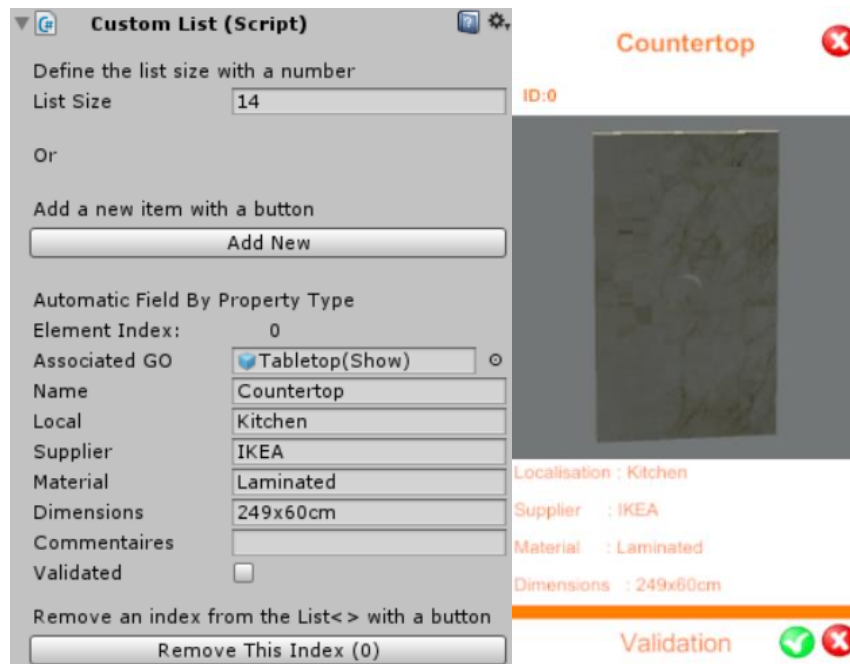 Custom List (Script)
Define the list size with a number
List Size 14
Or
Add a new item with a button
Add New
Automatic Field By Property Type
Element Index: 0
Associated GO Tabletop(Show)
Name Countertop
Local Kitchen
Supplier IKEA
Material Laminated
Dimensions 249x60cm
Commentaires
Validated
Remove an index from the List<> with a button
Remove This Index (0)
Countertop
ID:0
Localisation : Kitchen
Supplier : IKEA
Material : Laminated
Dimensions : 249x60cm
Validation